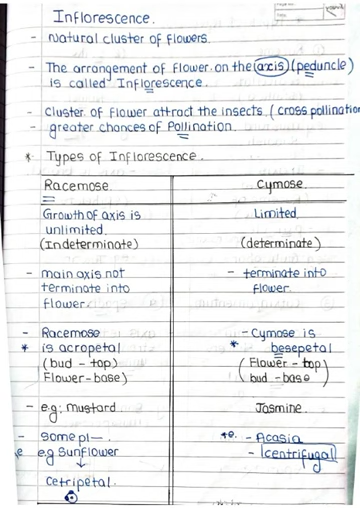 Inflorescence.
- Natural cluster of flowers.
- The arrangement of flower on the axis (peduncle)
is called Inflorescence.
- Cluster of flower attract the insects. (cross pollination
- greater chances of Pollination.
* Types of Inflorescence.
Racemose. Cymose.
Growth of axis is Limited.
unlimited.
(Indeterminate) (determinate)
- main axis not - terminate into
terminate into flower.
flower.
- Racemose - Cymose is
* is acropetal * besepetal
(bud - top) (Flower - top)
Flower - base) (bud - base)
- e.g: mustard Jasmine.
- some pl—. - Acasia
e.g Sunflower - Icentrifugal
↓
Cetripetal.